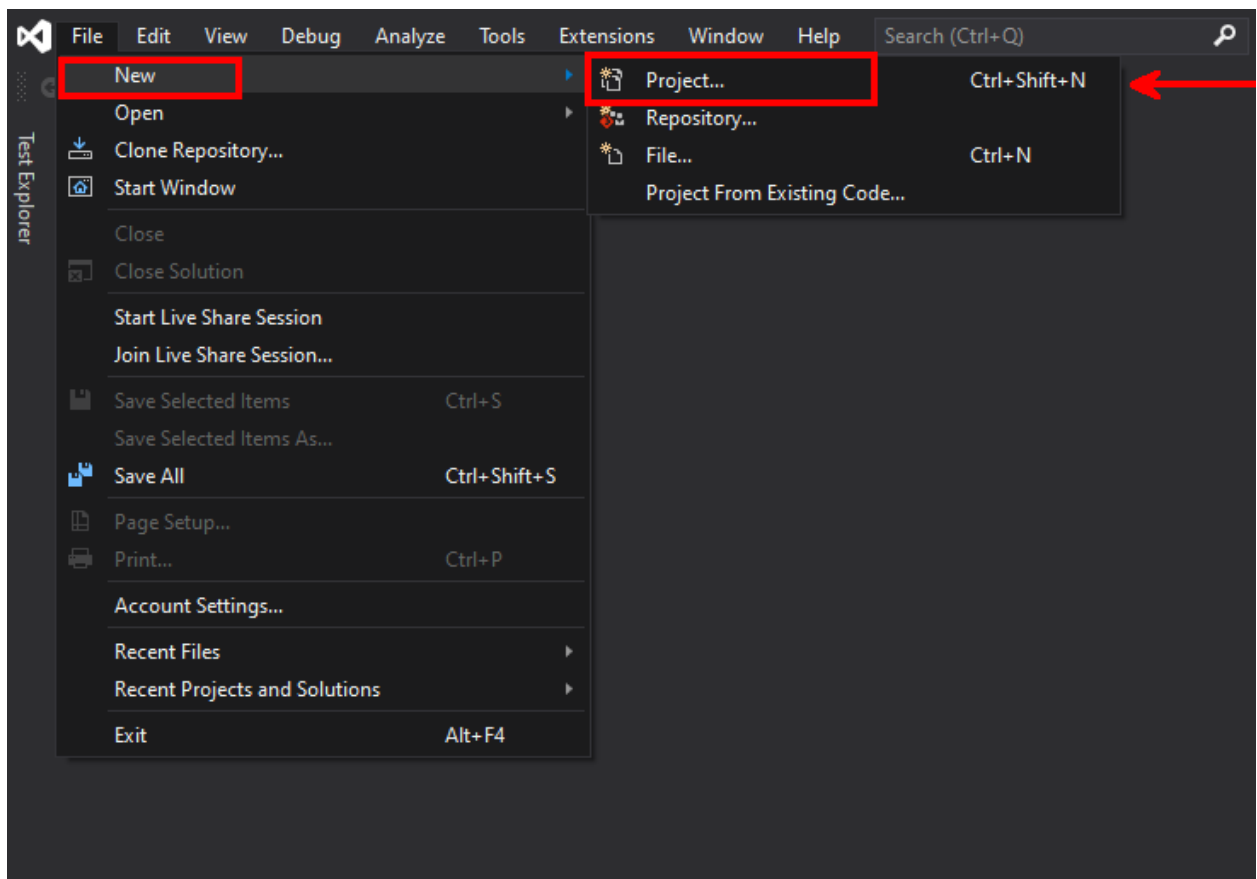 File Edit View Debug Analyze Tools Extensions Window Help Search (Ctrl+Q)
New
Project... Ctrl+Shift+N
Open
Repository...
Clone Repository...
File... Ctrl+N
Start Window
Project From Existing Code...
Test Explorer
Close
Close Solution
Start Live Share Session
Join Live Share Session...
Save Selected Items Ctrl+S
Save Selected Items As...
Save All Ctrl+Shift+S
Page Setup...
Print... Ctrl+P
Account Settings...
Recent Files
Recent Projects and Solutions
Exit Alt+F4